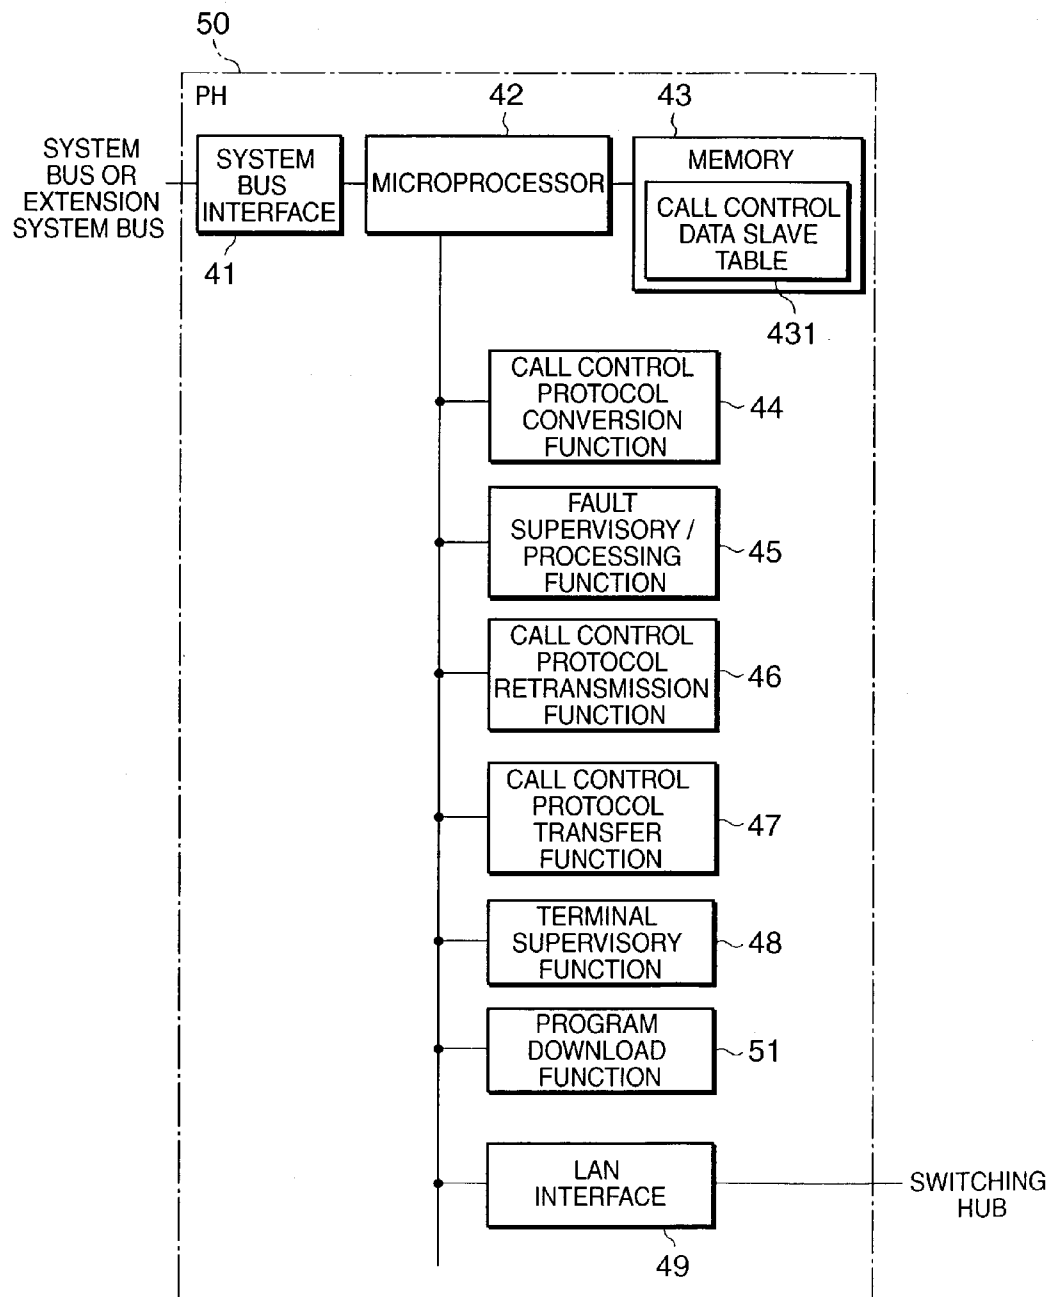 50
PH
42
43
SYSTEM
BUS OR
EXTENSION
SYSTEM BUS
SYSTEM
BUS
INTERFACE
41
MICROPROCESSOR
MEMORY
CALL CONTROL
DATA SLAVE
TABLE
431
CALL CONTROL
PROTOCOL
CONVERSION
FUNCTION
44
FAULT
SUPERVISORY /
PROCESSING
FUNCTION
45
CALL CONTROL
PROTOCOL
RETRANSMISSION
FUNCTION
46
CALL CONTROL
PROTOCOL
TRANSFER
FUNCTION
47
TERMINAL
SUPERVISORY
FUNCTION
48
PROGRAM
DOWNLOAD
FUNCTION
51
LAN
INTERFACE
49
SWITCHING
HUB